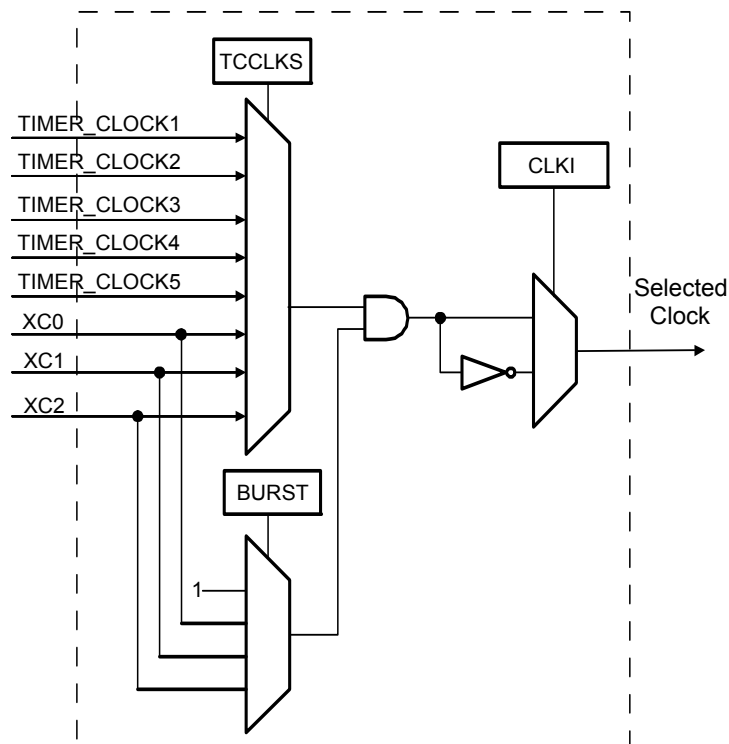 TCCLKS
TIMER_CLOCK1
TIMER_CLOCK2
CLKI
TIMER_CLOCK3
TIMER_CLOCK4
TIMER_CLOCK5
Selected
Clock
XC0
XC1
XC2
BURST
1